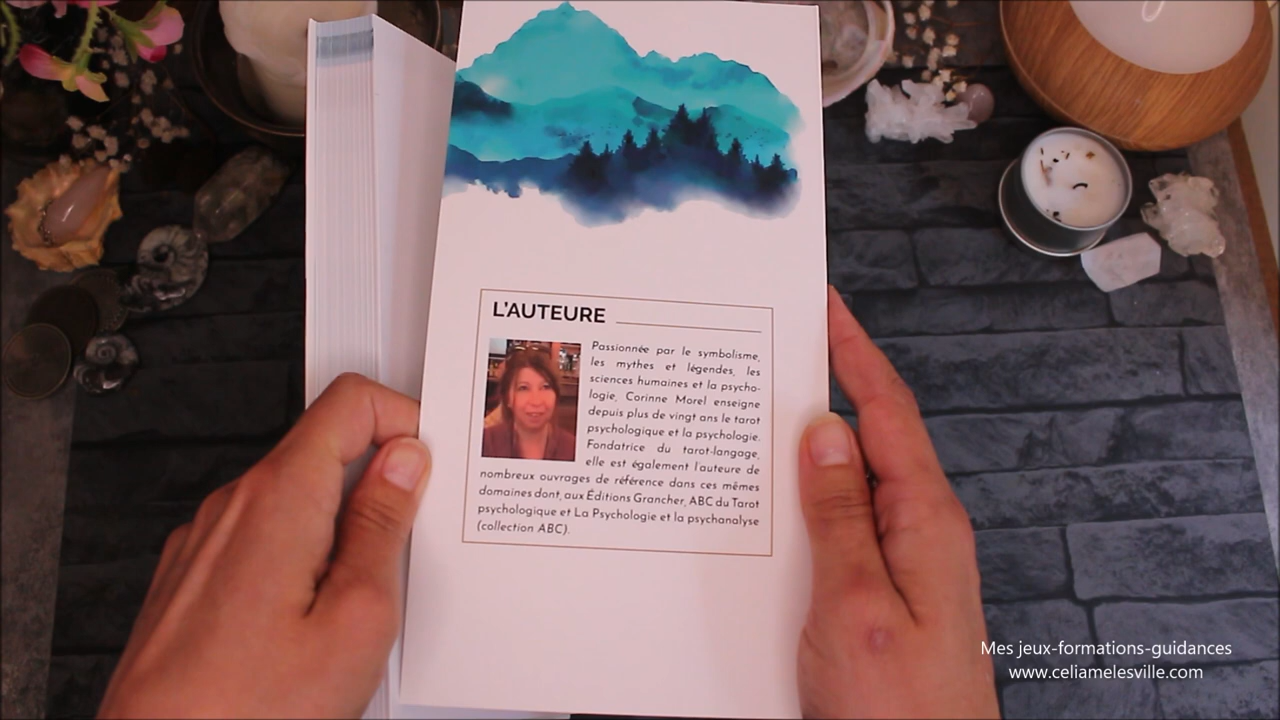 L'AUTEURE
Passionnée par le symbolisme,
les mythes et légendes, les
sciences humaines et la psycho-
logie, Corinne Morel enseigne
depuis plus de vingt ans le tarot
psychologique et la psychologie.
Fondatrice du tarot-langage,
elle est également l'auteure de
nombreux ouvrages de référence dans ces mêmes
domaines dont, aux Éditions Grancher, ABC du Tarot
psychologique et La Psychologie et la psychanalyse
(collection ABC).
Mes jeux-formations-guidances
www.celiamelesville.com